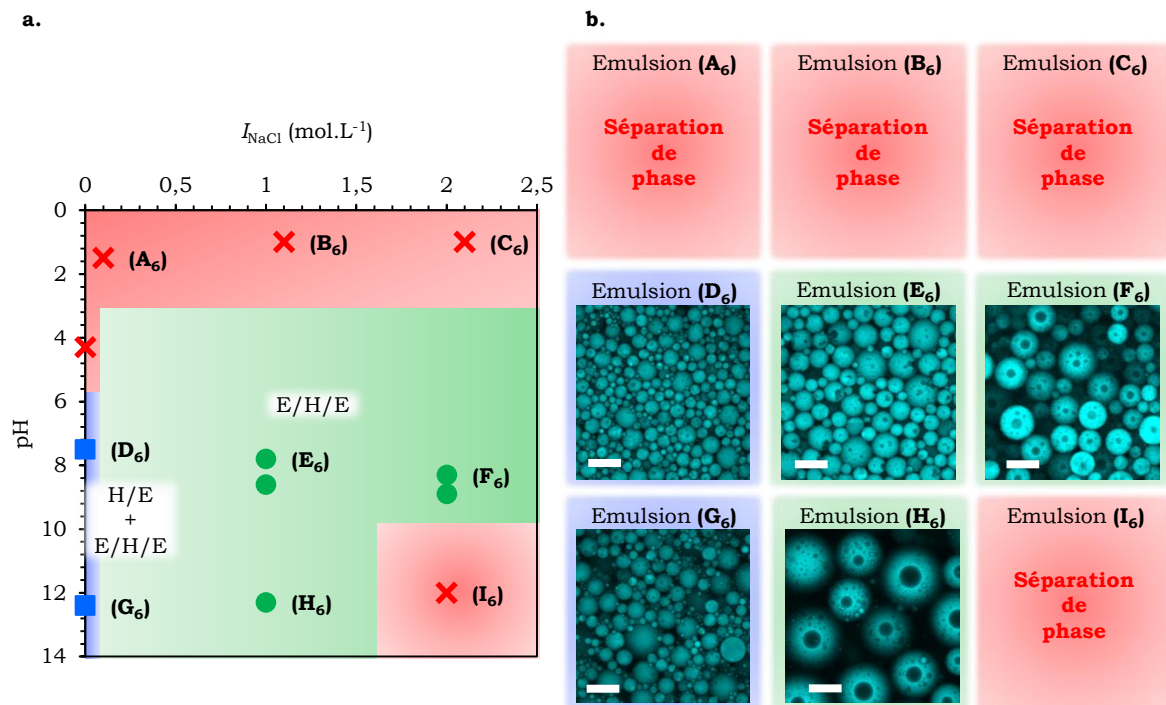 a.
I_NaCl (mol.L⁻¹)
0 0,5 1 1,5 2 2,5
0
2
4
6
8
10
12
14
pH
(A₆)
(B₆)
(C₆)
E/H/E
(D₆)
(E₆)
(F₆)
H/E
+
E/H/E
(G₆)
(H₆)
(I₆)
b.
Emulsion (A₆)
Séparation
de
phase
Emulsion (B₆)
Séparation
de
phase
Emulsion (C₆)
Séparation
de
phase
Emulsion (D₆)
Emulsion (E₆)
Emulsion (F₆)
Emulsion (G₆)
Emulsion (H₆)
Emulsion (I₆)
Séparation
de
phase